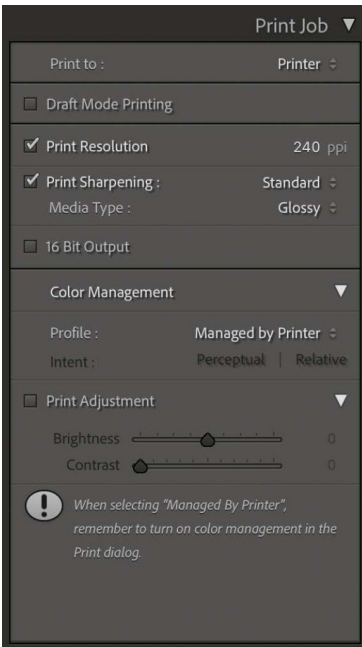 Print Job
Print to : Printer
Draft Mode Printing
Print Resolution 240 ppi
Print Sharpening : Standard
Media Type : Glossy
16 Bit Output
Color Management
Profile : Managed by Printer
Intent : Perceptual | Relative
Print Adjustment
Brightness 0
Contrast 0
When selecting “Managed By Printer”,
remember to turn on color management in the
Print dialog.